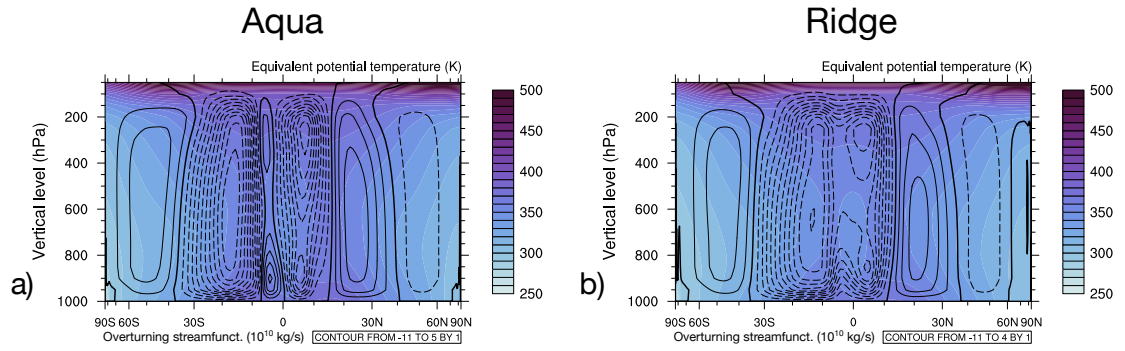 Aqua
Ridge
Equivalent potential temperature (K)
200
400
600
800
1000
Vertical level (hPa)
90S 60S 30S 0 30N 60N 90N
Overturning streamfunct. (10¹⁰ kg/s)
CONTOUR FROM -11 TO 5 BY 1
500
450
400
350
300
250
a)
Equivalent potential temperature (K)
200
400
600
800
1000
Vertical level (hPa)
90S 60S 30S 0 30N 60N 90N
Overturning streamfunct. (10¹⁰ kg/s)
CONTOUR FROM -11 TO 4 BY 1
500
450
400
350
300
250
b)